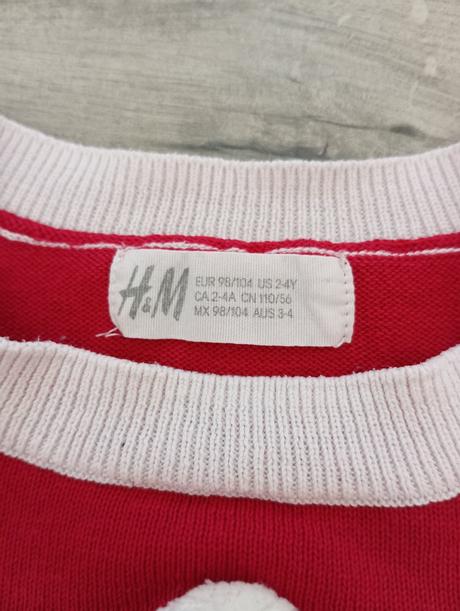 H&M
EUR 98/104 US 2-4Y
CA 2-4A CN 110/56
MX 98/104 AUS 3-4